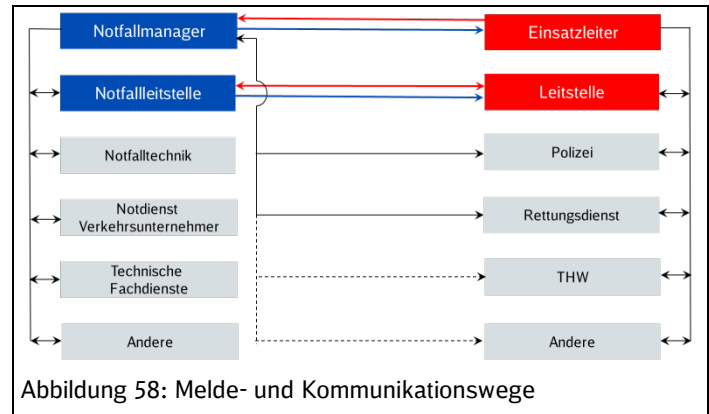 Notfallmanager
Einsatzleiter
Notfallleitstelle
Leitstelle
Notfalltechnik
Polizei
Notdienst
Verkehrsunternehmer
Rettungsdienst
Technische
Fachdienste
THW
Andere
Andere
Abbildung 58: Melde- und Kommunikationswege